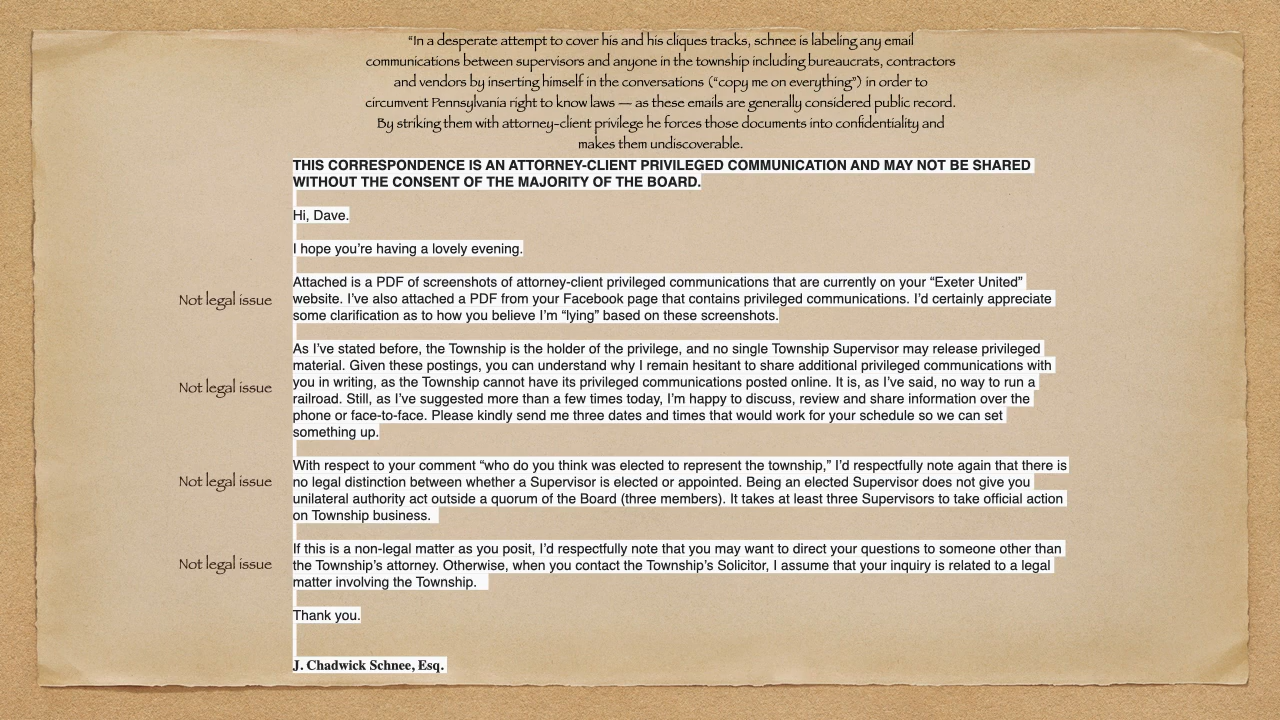 “In a desperate attempt to cover his and his cliques tracks, schnee is labeling any email
communications between supervisors and anyone in the township including bureaucrats, contractors
and vendors by inserting himself in the conversations (“copy me on everything”) in order to
circumvent Pennsylvania right to know laws — as these emails are generally considered public record.
By striking them with attorney-client privilege he forces those documents into confidentiality and
makes them undiscoverable.
THIS CORRESPONDENCE IS AN ATTORNEY-CLIENT PRIVILEGED COMMUNICATION AND MAY NOT BE SHARED
WITHOUT THE CONSENT OF THE MAJORITY OF THE BOARD.
Hi, Dave.
I hope you’re having a lovely evening.
Attached is a PDF of screenshots of attorney-client privileged communications that are currently on your “Exeter United”
Not legal issue
website. I’ve also attached a PDF from your Facebook page that contains privileged communications. I’d certainly appreciate
some clarification as to how you believe I’m “lying” based on these screenshots.
As I’ve stated before, the Township is the holder of the privilege, and no single Township Supervisor may release privileged
material. Given these postings, you can understand why I remain hesitant to share additional privileged communications with
Not legal issue
you in writing, as the Township cannot have its privileged communications posted online. It is, as I’ve said, no way to run a
railroad. Still, as I’ve suggested more than a few times today, I’m happy to discuss, review and share information over the
phone or face-to-face. Please kindly send me three dates and times that would work for your schedule so we can set
something up.
With respect to your comment “who do you think was elected to represent the township,” I’d respectfully note again that there is
Not legal issue
no legal distinction between whether a Supervisor is elected or appointed. Being an elected Supervisor does not give you
unilateral authority act outside a quorum of the Board (three members). It takes at least three Supervisors to take official action
on Township business.
If this is a non-legal matter as you posit, I’d respectfully note that you may want to direct your questions to someone other than
Not legal issue
the Township’s attorney. Otherwise, when you contact the Township’s Solicitor, I assume that your inquiry is related to a legal
matter involving the Township.
Thank you.
J. Chadwick Schnee, Esq.